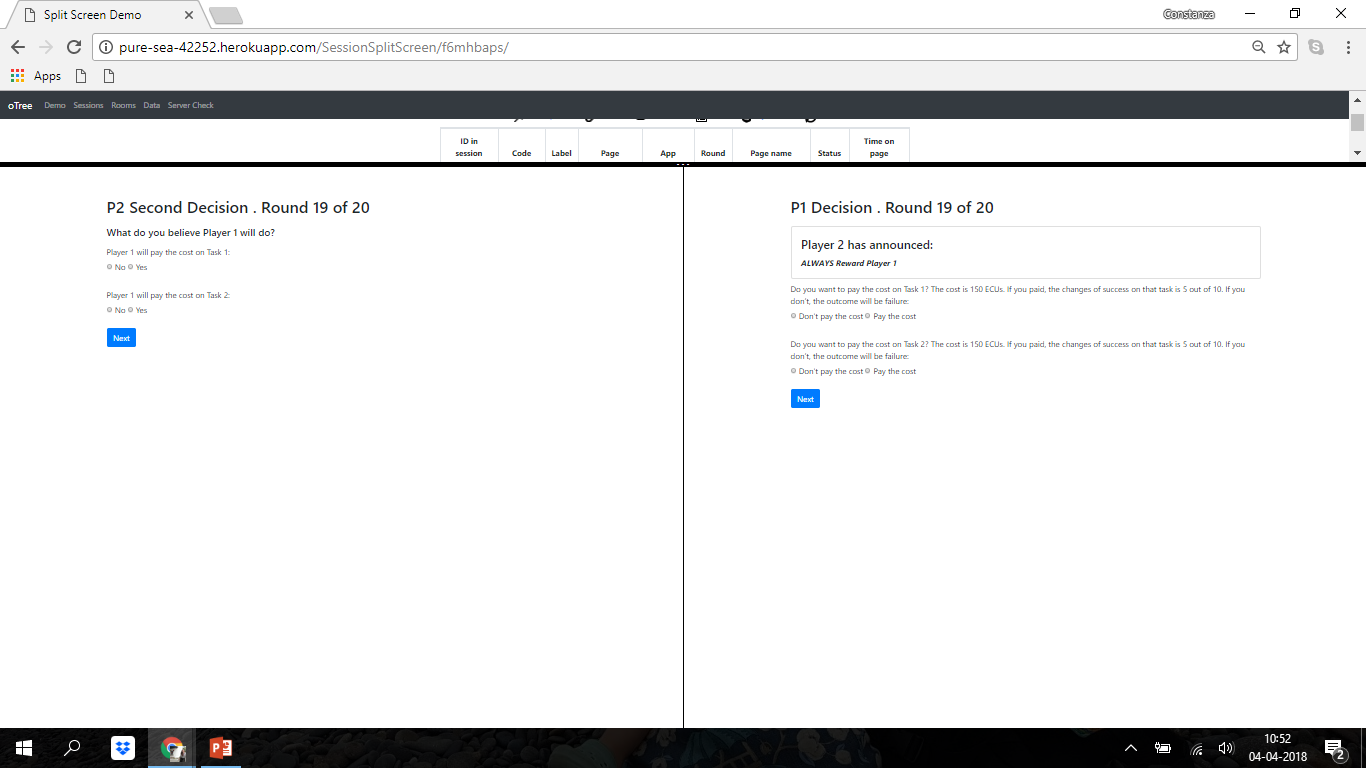 Split Screen Demo
Constanza
pure-sea-42252.herokuapp.com/SessionSplitScreen/f6mhbaps/
Apps
oTree Demo Sessions Rooms Data Server Check
ID in session Code Label Page App Round Page name Status Time on page
P2 Second Decision . Round 19 of 20
What do you believe Player 1 will do?
Player 1 will pay the cost on Task 1:
No Yes
Player 1 will pay the cost on Task 2:
No Yes
Next
P1 Decision . Round 19 of 20
Player 2 has announced:
ALWAYS Reward Player 1
Do you want to pay the cost on Task 1? The cost is 150 ECUs. If you paid, the changes of success on that task is 5 out of 10. If you
don't, the outcome will be failure:
Don't pay the cost Pay the cost
Do you want to pay the cost on Task 2? The cost is 150 ECUs. If you paid, the changes of success on that task is 5 out of 10. If you
don't, the outcome will be failure:
Don't pay the cost Pay the cost
Next
10:52
04-04-2018
2